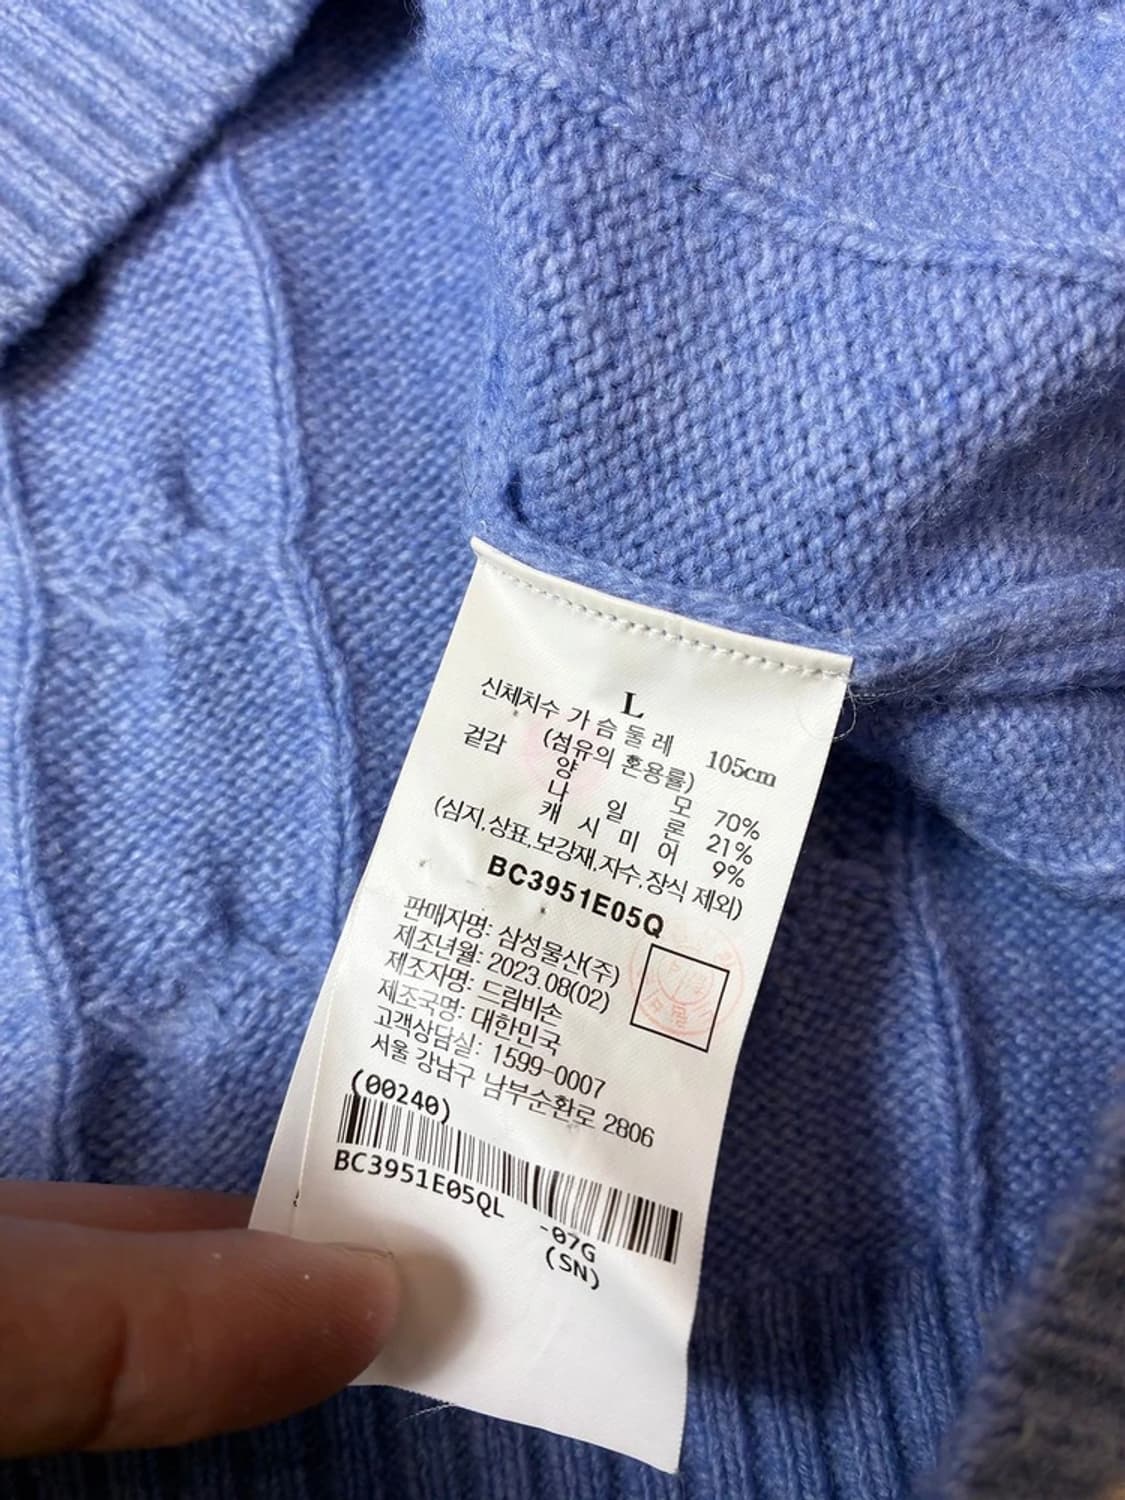 L
신체치수 가 슴 둘 레 105cm
겉감 (섬유의 혼용률)
양 모 70%
나 일 론 21%
캐 시 미 어 9%
(심지,상표,보강재,자수,장식 제외)
BC3951E05Q
판매자명: 삼성물산(주)
제조년월: 2023.08(02)
제조자명: 드림비손
제조국명: 대한민국
고객상담실: 1599-0007
서울 강남구 남부순환로 2806
(00240)
BC3951E05QL -07G
(SN)